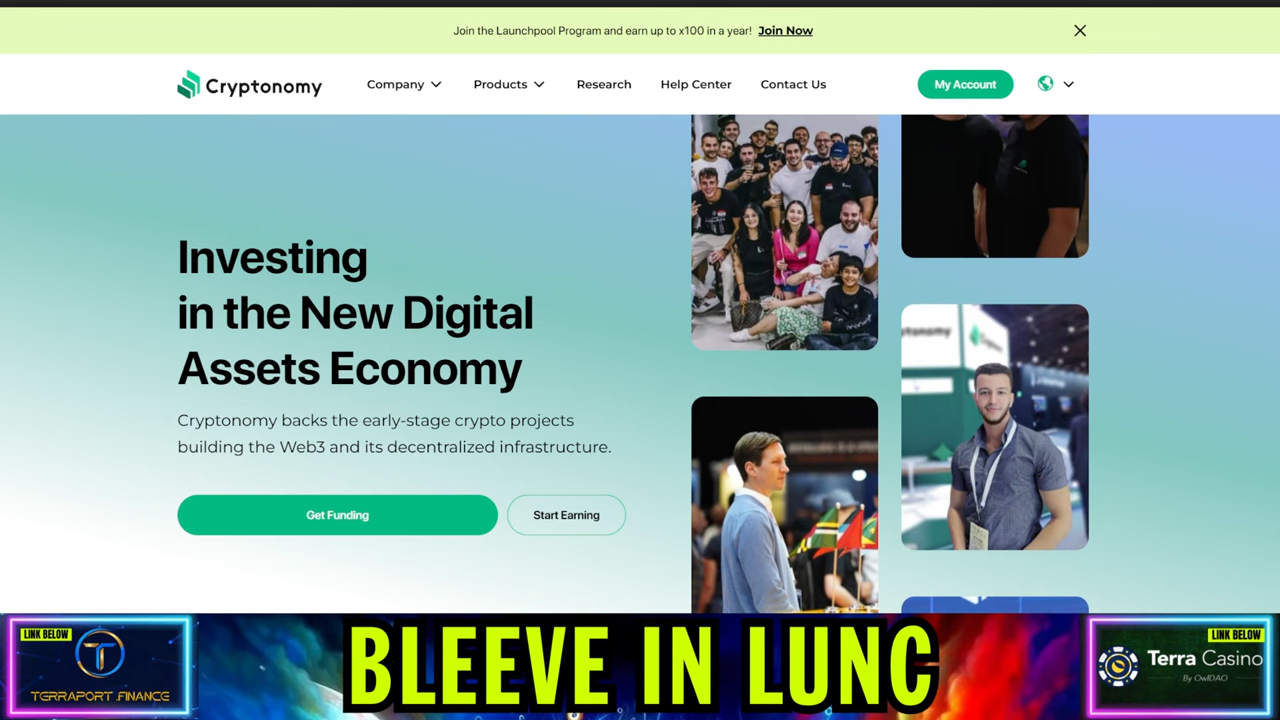 Join the Launchpool Program and earn up to x100 in a year! Join Now
Cryptonomy
Company
Products
Research
Help Center
Contact Us
My Account
Investing
in the New Digital
Assets Economy
Cryptonomy backs the early-stage crypto projects
building the Web3 and its decentralized infrastructure.
Get Funding
Start Earning
LINK BELOW
TERRAPORT FINANCE
BLEEVE IN LUNC
LINK BELOW
Terra Casino
By OwlDAO